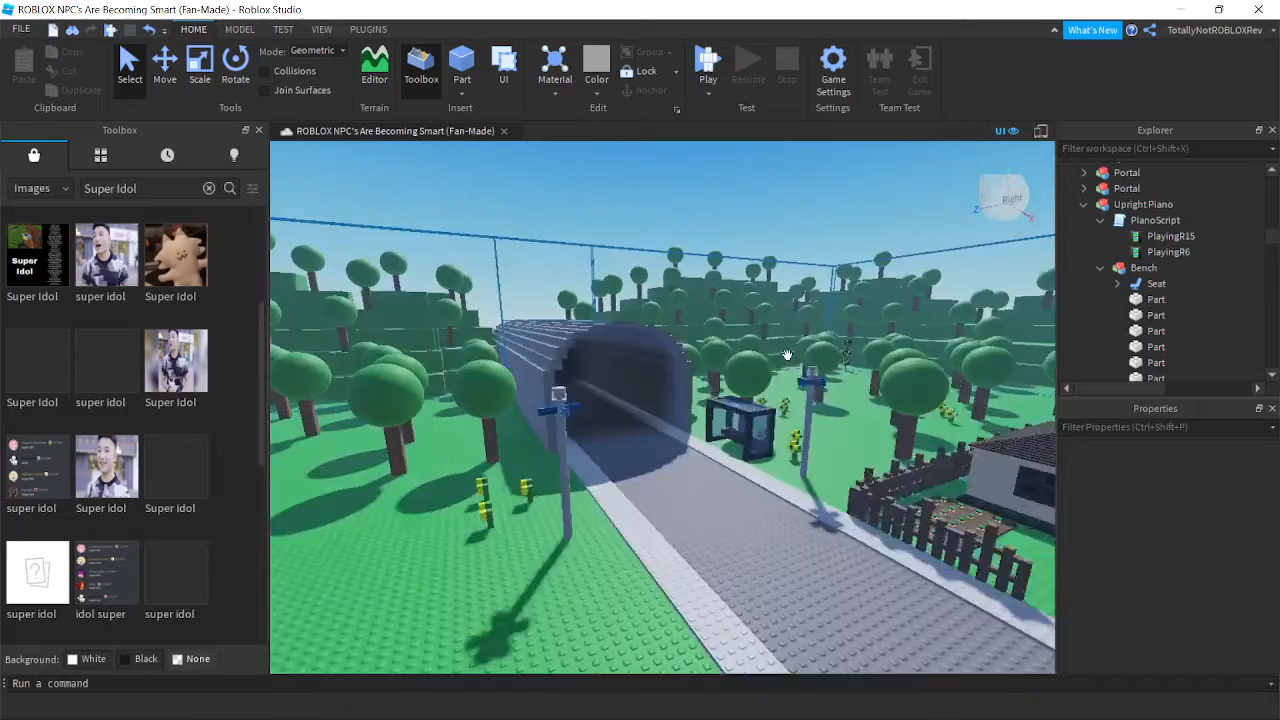 ROBLOX NPC's Are Becoming Smart (Fan-Made) - Roblox Studio
FILE
HOME
MODEL
TEST
VIEW
PLUGINS
What's New
TotallyNotROBLOXRev
Paste
Copy
Cut
Duplicate
Clipboard
Select
Move
Scale
Rotate
Mode: Geometric
Collisions
Join Surfaces
Tools
Editor
Terrain
Toolbox
Part
UI
Insert
Material
Color
Group
Lock
Anchor
Edit
Play
Resume
Stop
Test
Game Settings
Settings
Team Test
Exit Game
Team Test
Toolbox
ROBLOX NPC's Are Becoming Smart (Fan-Made)
UI
Images
Super Idol
Super Idol
Super Idol
super idol
Super Idol
Super Idol
super idol
Super Idol
super idol
Super Idol
super idol
super idol
idol super
super idol
Background: White Black None
Right
Z
X
Explorer
Filter workspace (Ctrl+Shift+X)
Portal
Portal
Upright Piano
PianoScript
PlayingR15
PlayingR6
Bench
Seat
Part
Part
Part
Part
Part
Part
Properties
Filter Properties (Ctrl+Shift+P)
Run a command